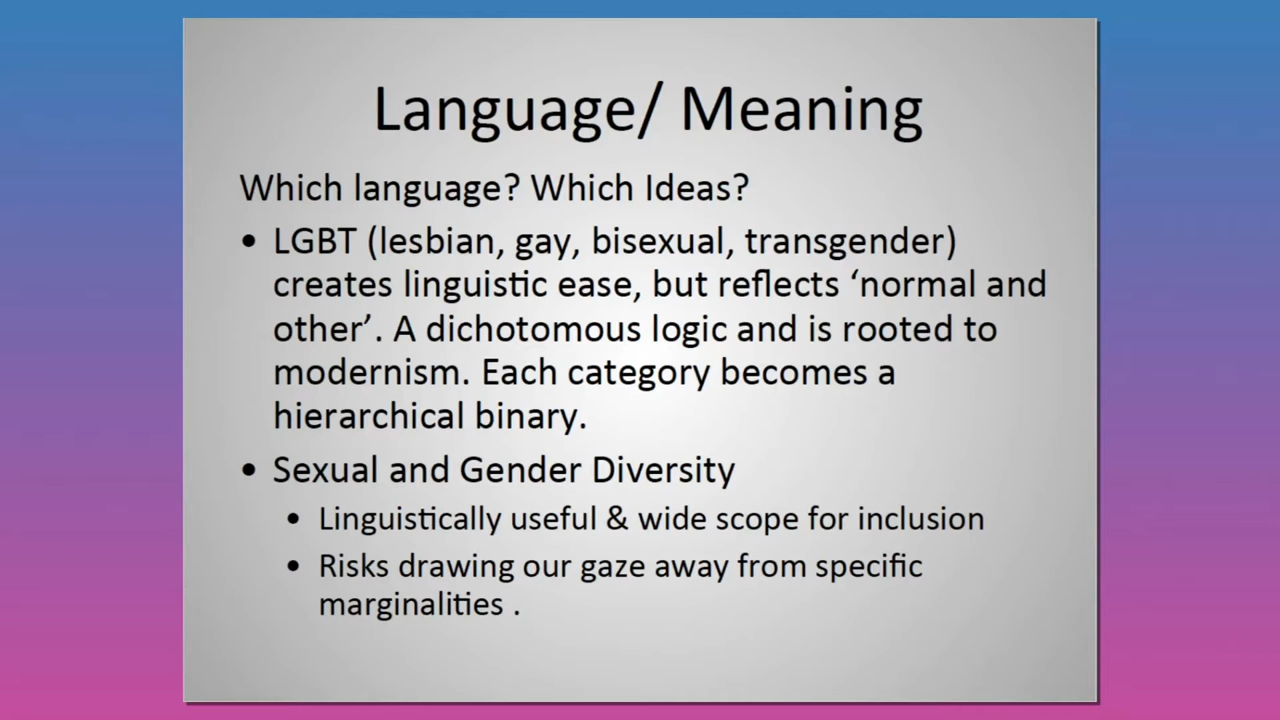 Language/ Meaning
Which language? Which Ideas?
• LGBT (lesbian, gay, bisexual, transgender)
creates linguistic ease, but reflects ‘normal and
other’. A dichotomous logic and is rooted to
modernism. Each category becomes a
hierarchical binary.
• Sexual and Gender Diversity
• Linguistically useful & wide scope for inclusion
• Risks drawing our gaze away from specific
marginalities .